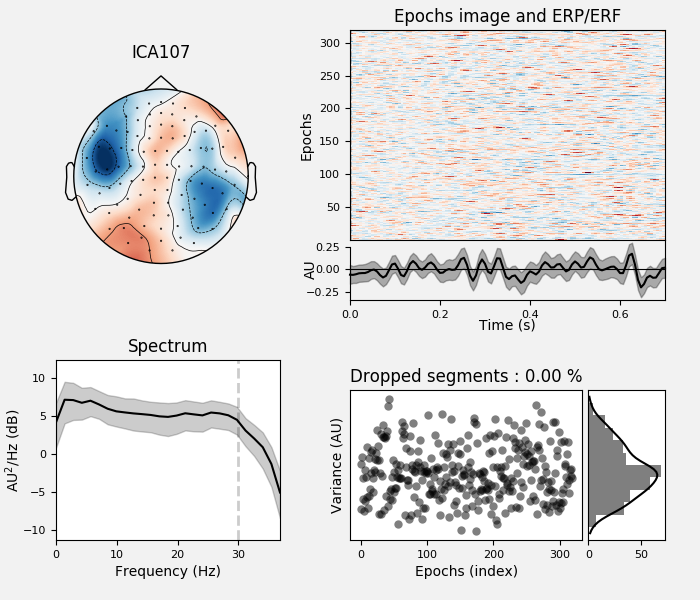 ICA107
Epochs image and ERP/ERF
Epochs
300
250
200
150
100
50
AU
0.25
0.00
−0.25
0.0 0.2 0.4 0.6
Time (s)
Spectrum
AU²/Hz (dB)
10
5
0
−5
−10
0 10 20 30
Frequency (Hz)
Dropped segments : 0.00 %
Variance (AU)
0 100 200 300
Epochs (index)
0 50